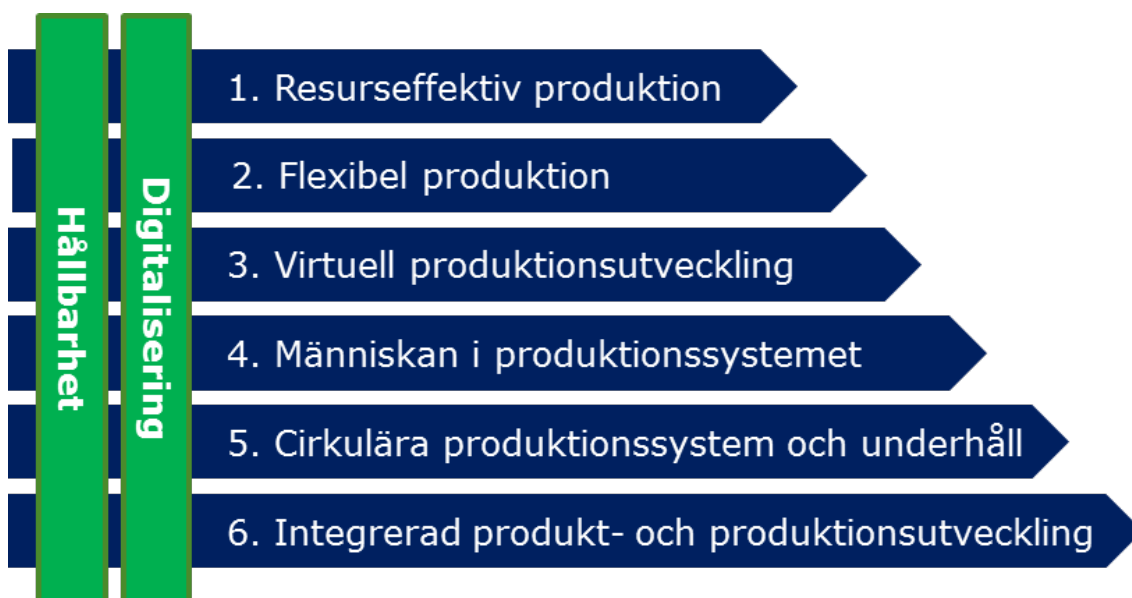 Hållbarhet
Digitalisering
1. Resurseffektiv produktion
2. Flexibel produktion
3. Virtuell produktionsutveckling
4. Människan i produktionssystemet
5. Cirkulära produktionssystem och underhåll
6. Integrerad produkt- och produktionsutveckling